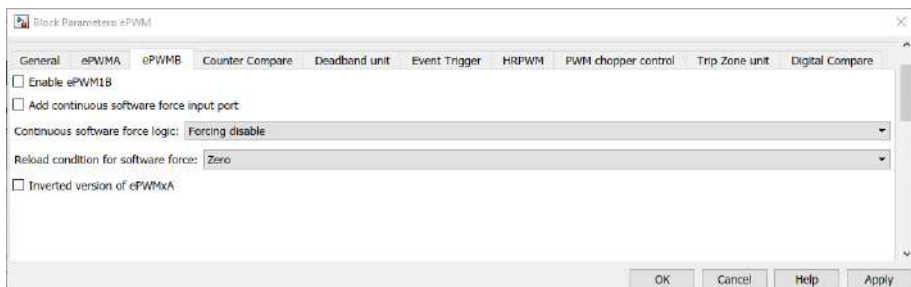 Block Parameters: ePWM
General ePWMA ePWMB Counter Compare Deadband unit Event Trigger HRPWM PWM chopper control Trip Zone unit Digital Compare
Enable ePWM1B
Add continuous software force input port
Continuous software force logic: Forcing disable
Reload condition for software force: Zero
Inverted version of ePWMxA
OK Cancel Help Apply